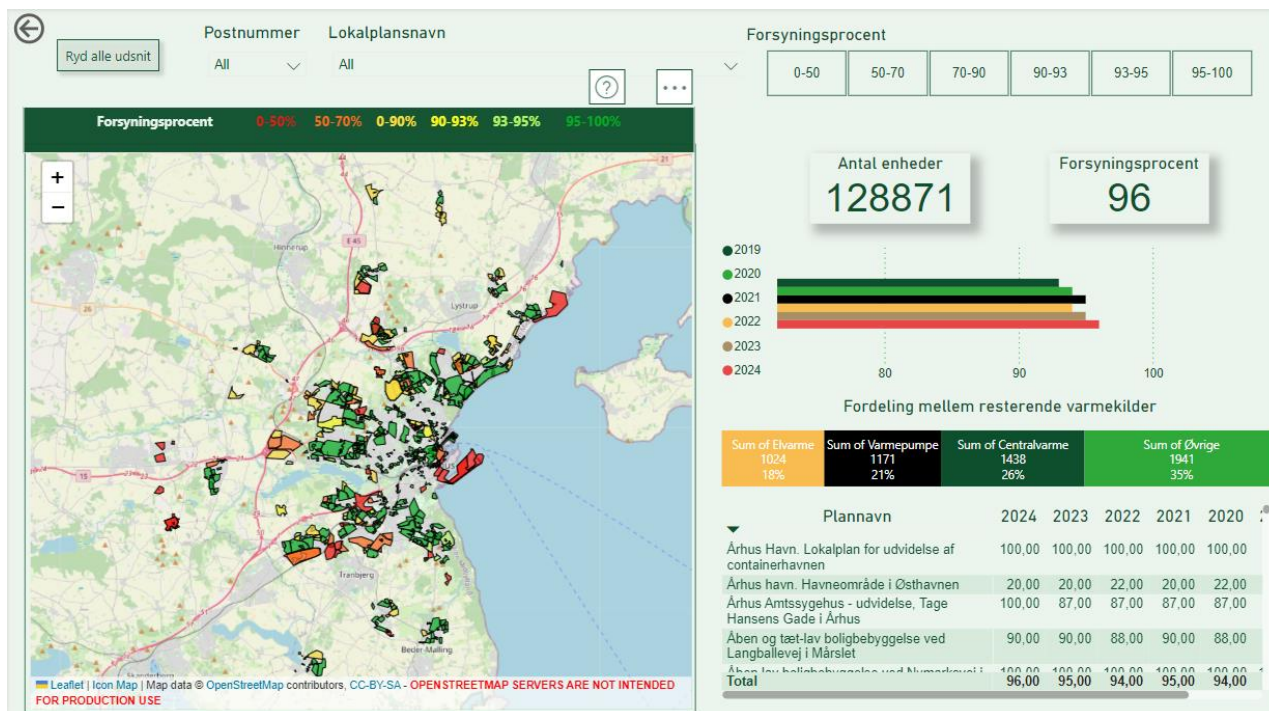 Ryd alle udsnit
Postnummer
All
Lokalplansnavn
All
Forsyningsprocent
0-50
50-70
70-90
90-93
93-95
95-100
?
Forsyningsprocent 0-50% 50-70% 0-90% 90-93% 93-95% 95-100%
+
−
21
E 45
Lystrup
26
15
Tranbjerg
Beder-Malling
Leaflet | Icon Map | Map data © OpenStreetMap contributors, CC-BY-SA - OPENSTREETMAP SERVERS ARE NOT INTENDED
FOR PRODUCTION USE
Antal enheder
128871
Forsyningsprocent
96
2019
2020
2021
2022
2023
2024
80 90 100
Fordeling mellem resterende varmekilder
Sum of Elvarme
1024
18%
Sum of Varmepumpe
1171
21%
Sum of Centralvarme
1438
26%
Sum of Øvrige
1941
35%
Plannavn 2024 2023 2022 2021 2020
Århus Havn. Lokalplan for udvidelse af 100,00 100,00 100,00 100,00 100,00
containerhavnen
Århus havn. Havneområde i Østhavnen 20,00 20,00 22,00 20,00 22,00
Århus Amtssygehus - udvidelse, Tage 100,00 87,00 87,00 87,00 87,00
Hansens Gade i Århus
Åben og tæt-lav boligbebyggelse ved 90,00 90,00 88,00 90,00 88,00
Langballevej i Mårslet
Total 96,00 95,00 94,00 95,00 94,00